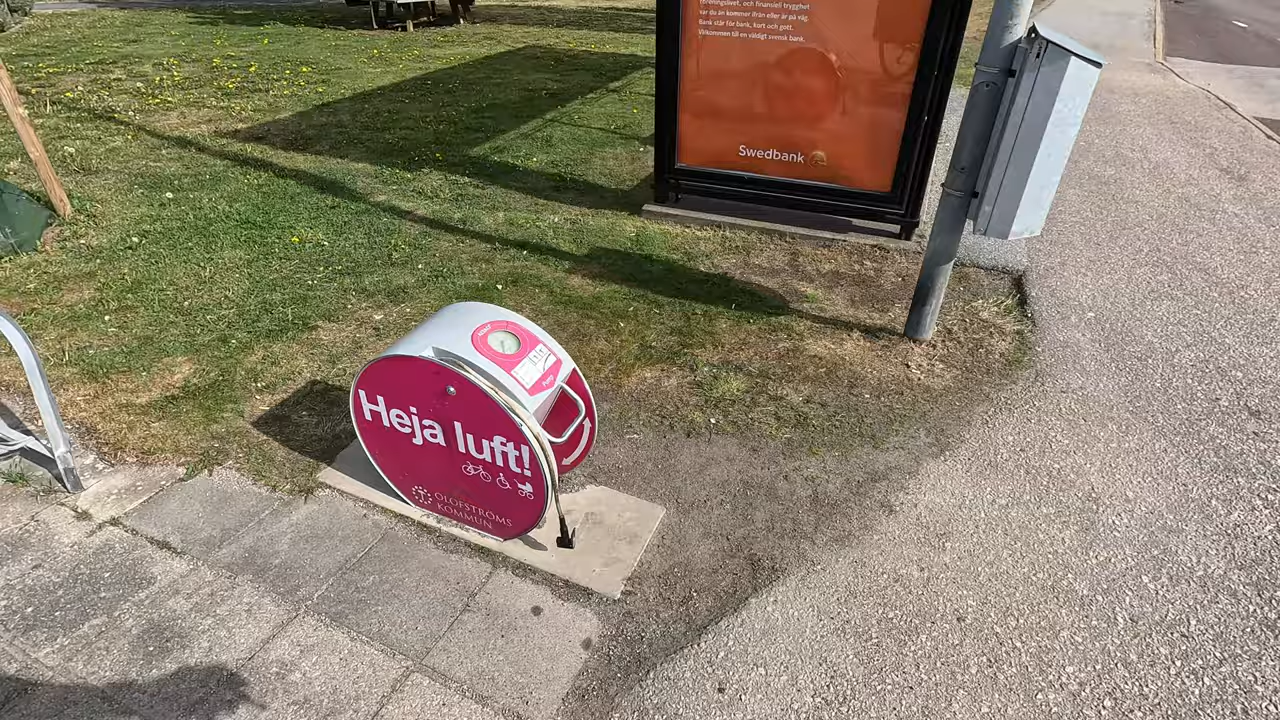 föreningslivet, och finansiell trygghet
var du än kommer ifrån eller är på väg.
Bank står för bank, kort och gott.
Välkommen till en väldigt svensk bank.
Swedbank
Heja luft!
OLOFSTRÖMS
KOMMUN